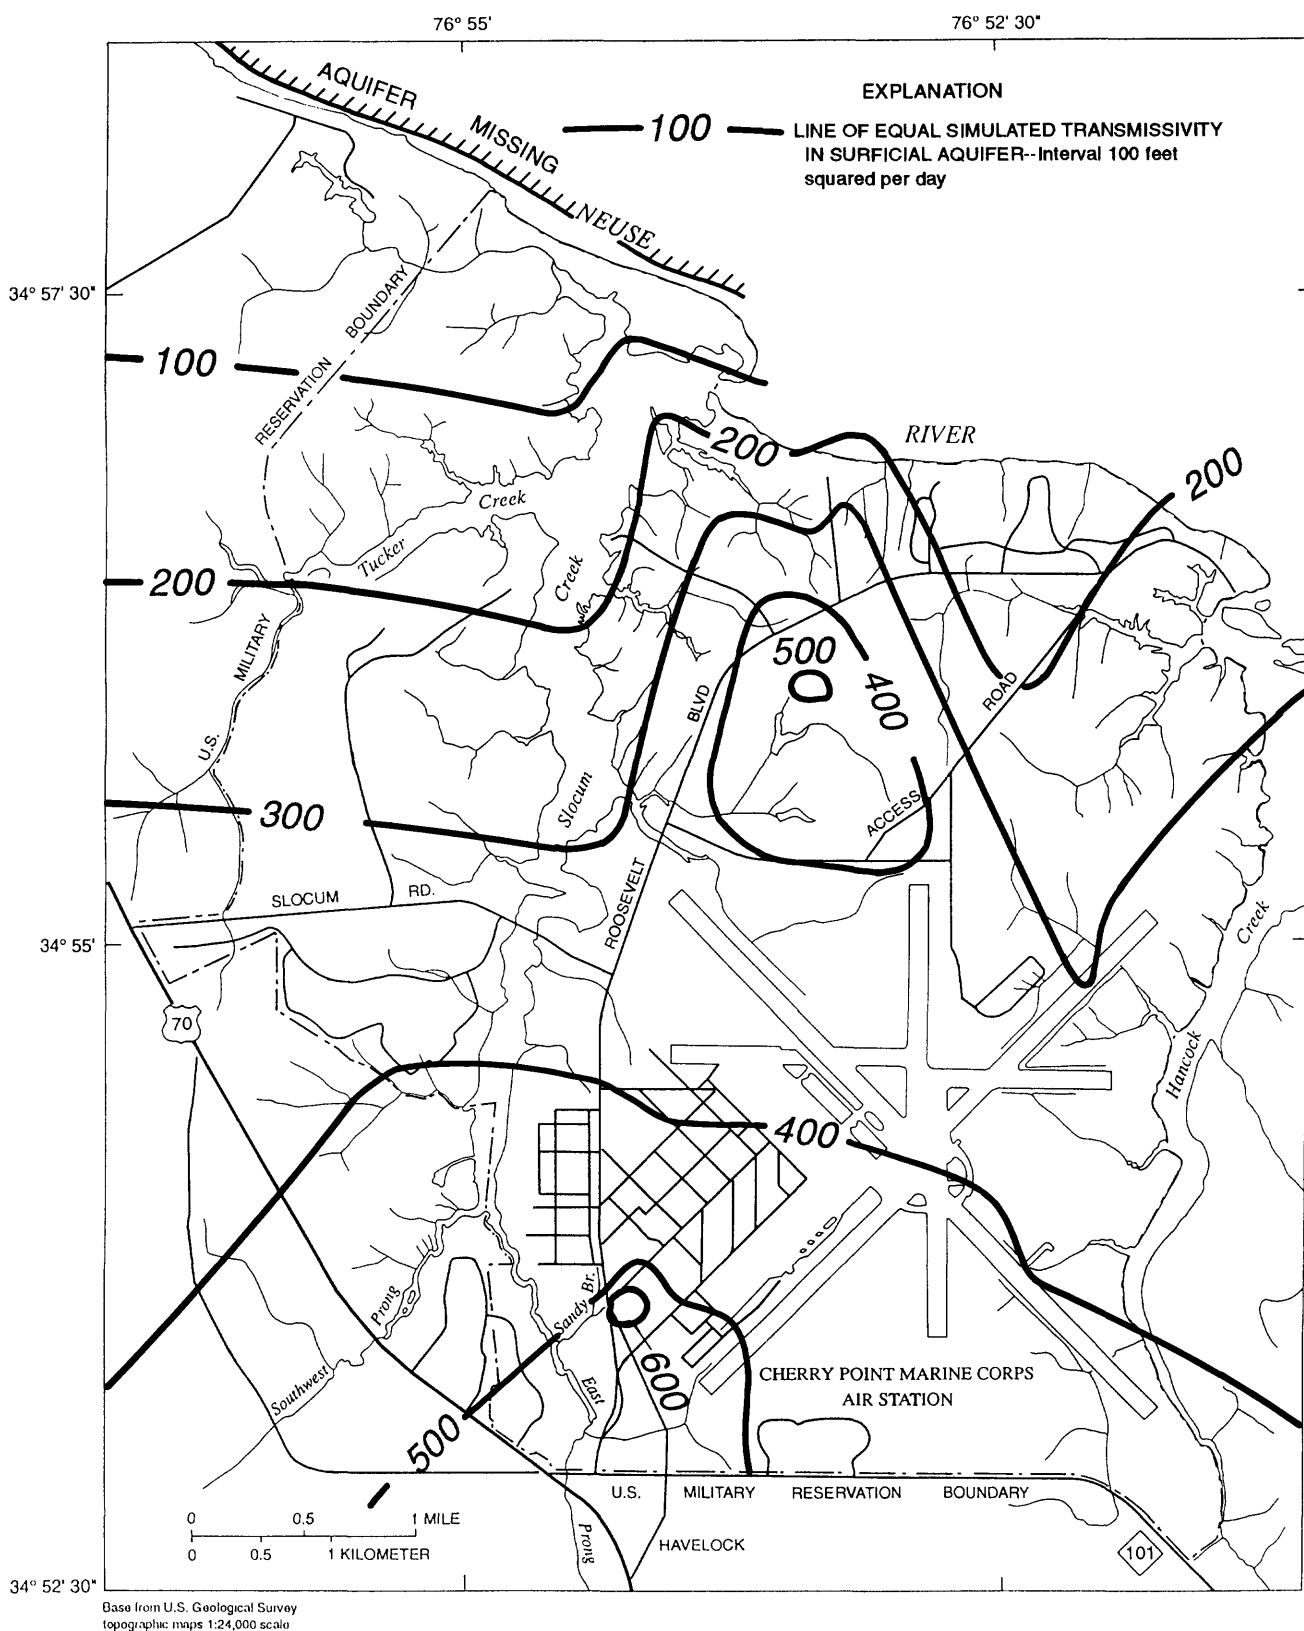 76° 55'
76° 52' 30"
AQUIFER
MISSING
EXPLANATION
100
LINE OF EQUAL SIMULATED TRANSMISSIVITY
IN SURFICIAL AQUIFER--Interval 100 feet
squared per day
NEUSE
34° 57' 30"
RESERVATION BOUNDARY
100
RIVER
200
200
Creek
Tucker
200
Creek
MILITARY
U.S.
500
400
BLVD
ROAD
300
Slocum
ACCESS
ROOSEVELT
SLOCUM RD.
34° 55'
Creek
70
Hancock
400
Sandy Br.
Prong
Southwest
600
East
CHERRY POINT MARINE CORPS
AIR STATION
500
U.S. MILITARY RESERVATION BOUNDARY
0 0.5 1 MILE
0 0.5 1 KILOMETER
Prong
HAVELOCK
101
34° 52' 30"
Base from U.S. Geological Survey
topographic maps 1:24,000 scale